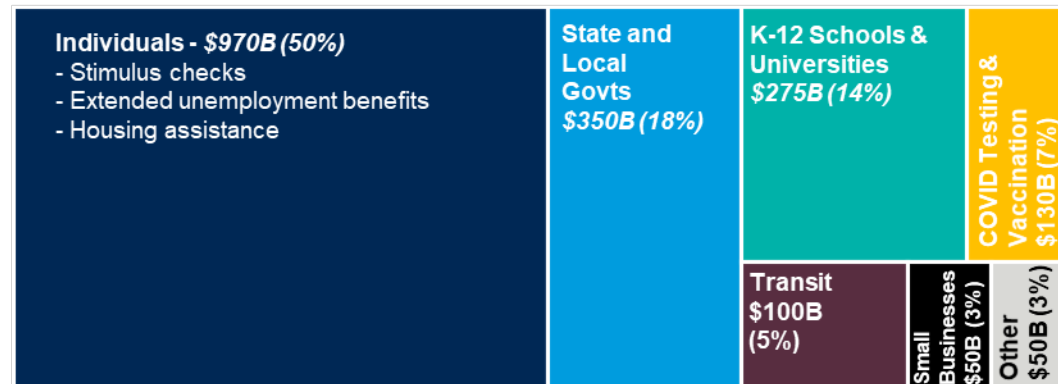 Individuals - $970B (50%)
- Stimulus checks
- Extended unemployment benefits
- Housing assistance
State and
Local
Govts
$350B (18%)
K-12 Schools &
Universities
$275B (14%)
COVID Testing &
Vaccination
$130B (7%)
Transit
$100B
(5%)
Small
Businesses
$50B (3%)
Other
$50B (3%)